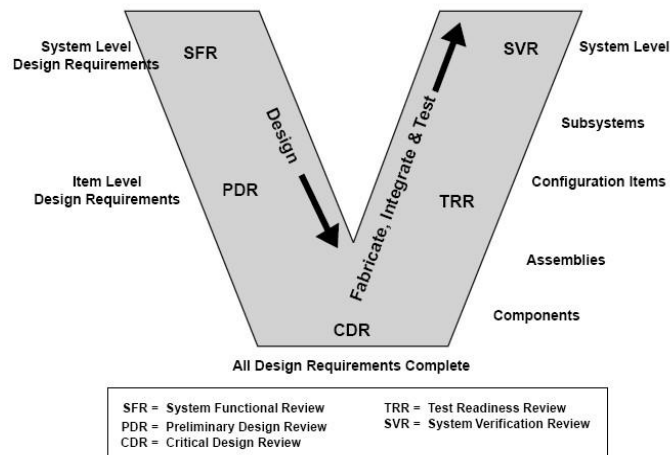 System Level
Design Requirements
SFR
SVR
System Level
Design
Fabricate, Integrate & Test
Subsystems
Item Level
Design Requirements
PDR
TRR
Configuration Items
Assemblies
Components
CDR
All Design Requirements Complete
SFR = System Functional Review
PDR = Preliminary Design Review
CDR = Critical Design Review
TRR = Test Readiness Review
SVR = System Verification Review